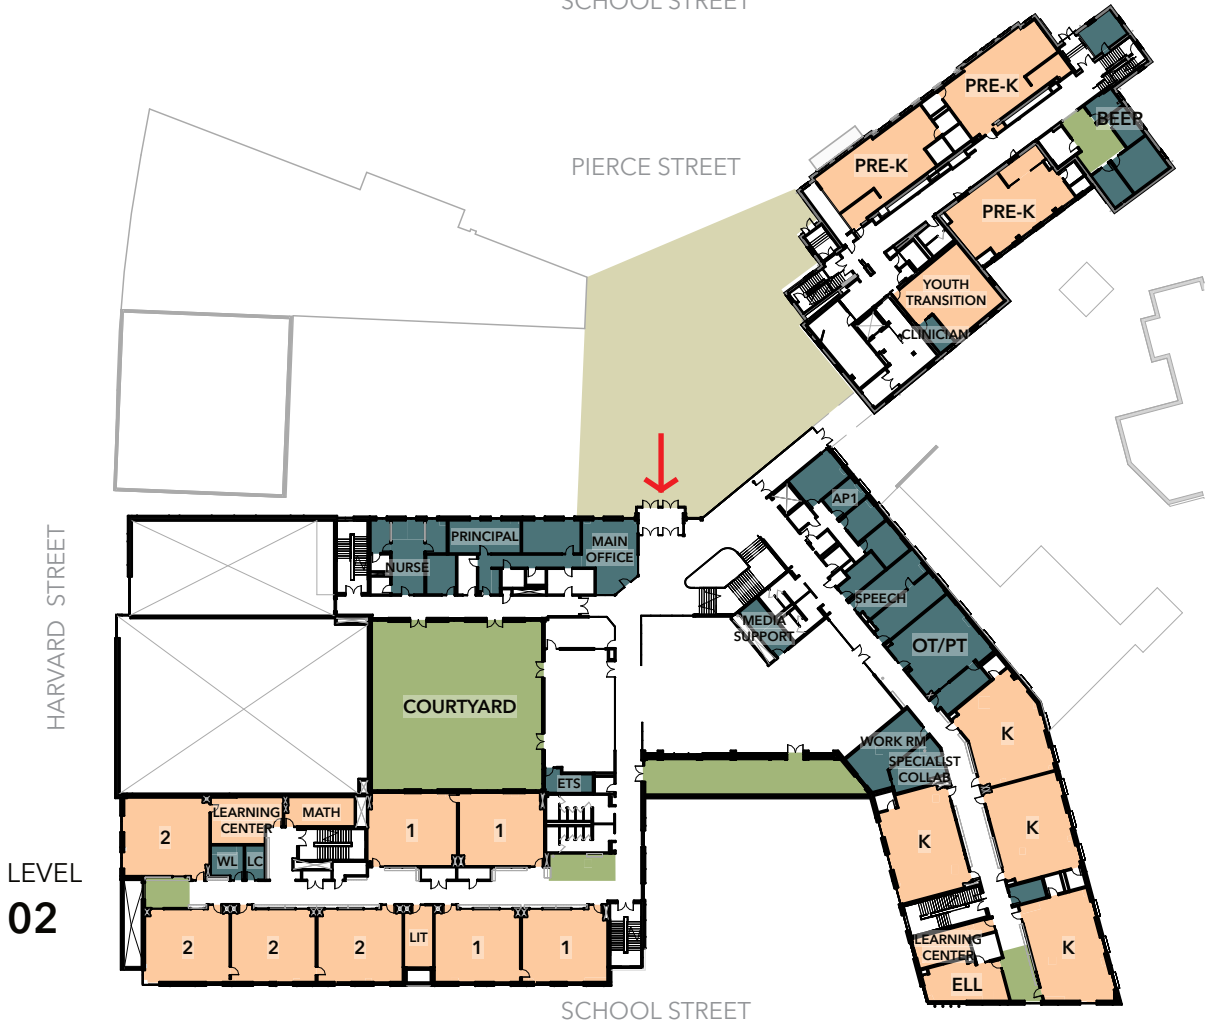 SCHOOL STREET
PIERCE STREET
PRE-K
BEEP
PRE-K
PRE-K
YOUTH
TRANSITION
CLINICIAN
HARVARD STREET
PRINCIPAL
MAIN
OFFICE
NURSE
AP1
SPEECH
MEDIA
SUPPORT
OT/PT
COURTYARD
K
WORK RM
SPECIALIST
COLLAB
ETS
2
LEARNING
CENTER
MATH
1
1
K
K
WL
LC
LEVEL
02
2
2
2
LIT
1
1
LEARNING
CENTER
K
ELL
SCHOOL STREET